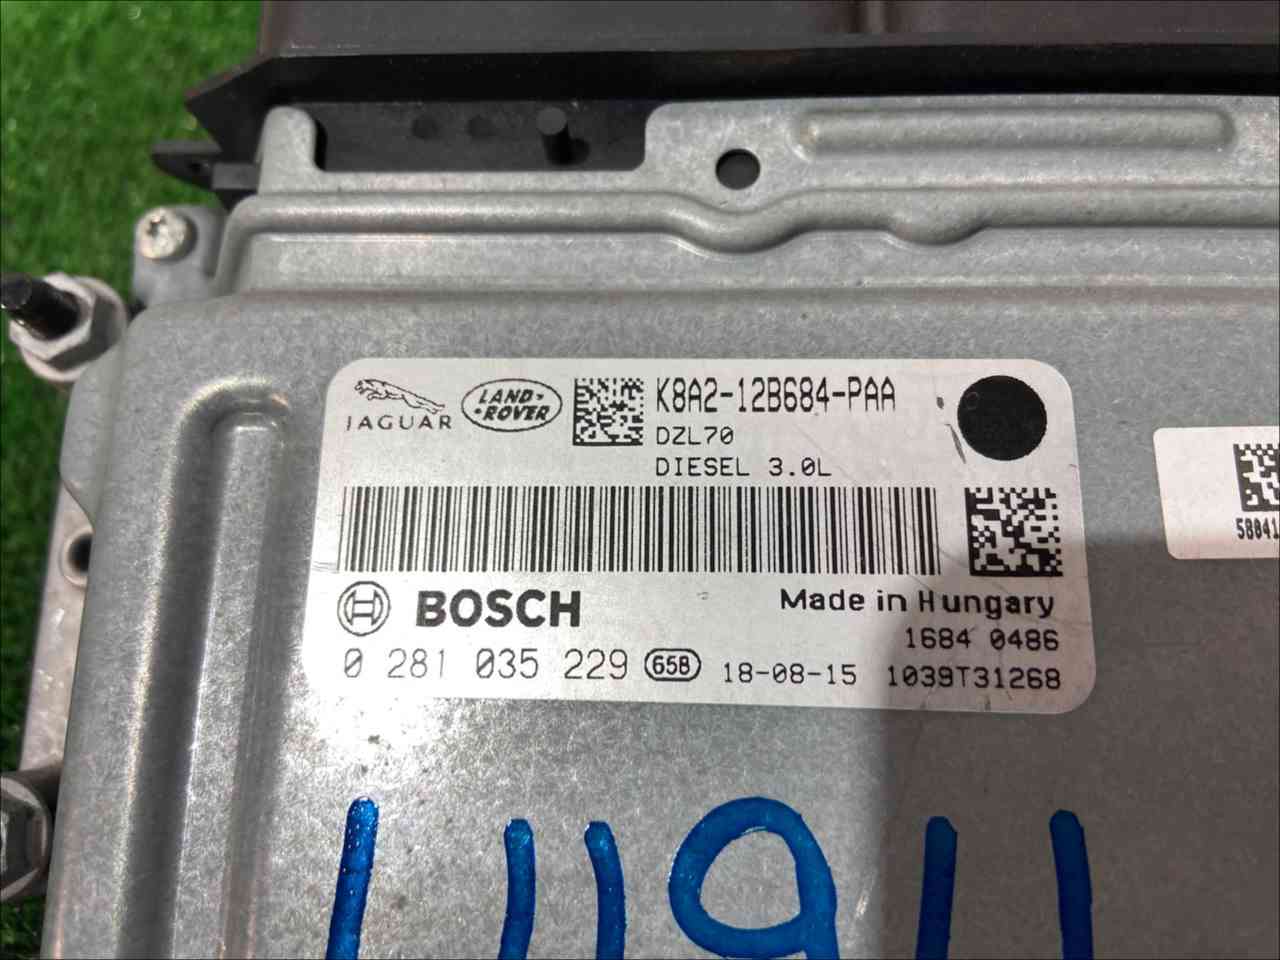 JAGUAR
LAND-
ROVER
K8A2-12B684-PAA
DZL70
DIESEL 3.0L
BOSCH
Made in Hungary
1684 0486
0 281 035 229 658 18-08-15 1039T31268